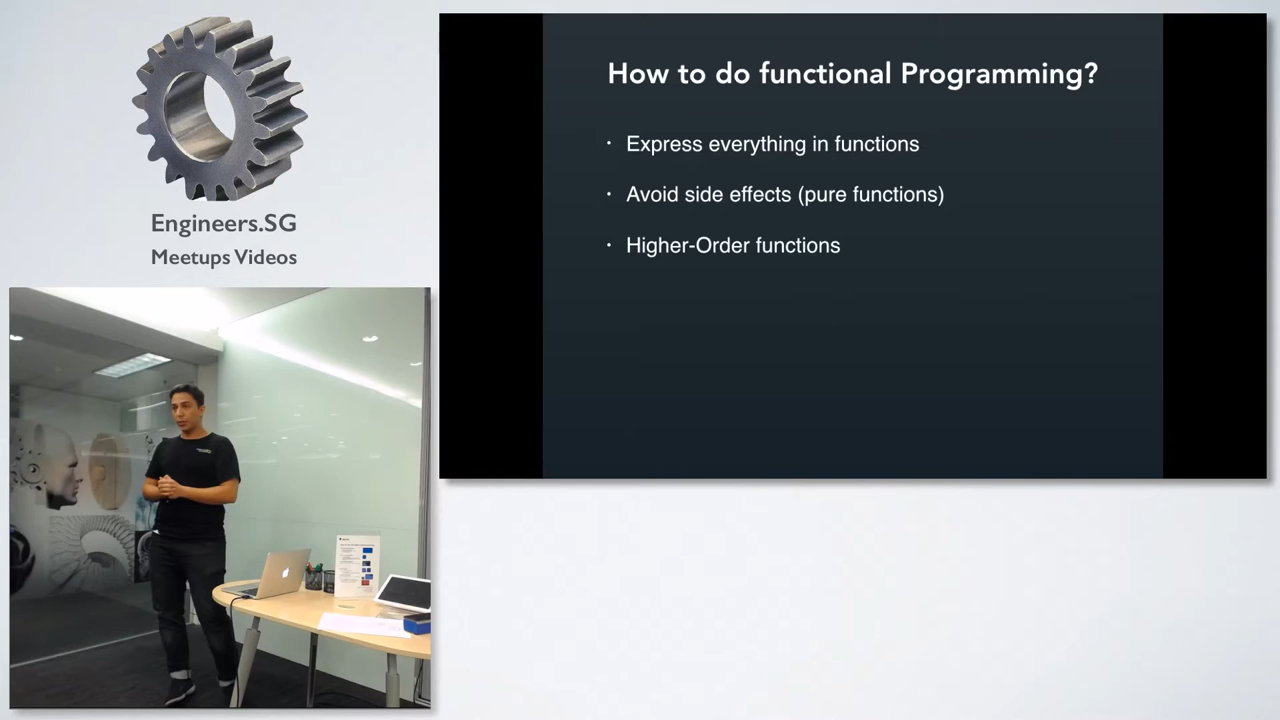 Engineers.SG
Meetups Videos
How to do functional Programming?
· Express everything in functions
· Avoid side effects (pure functions)
· Higher-Order functions